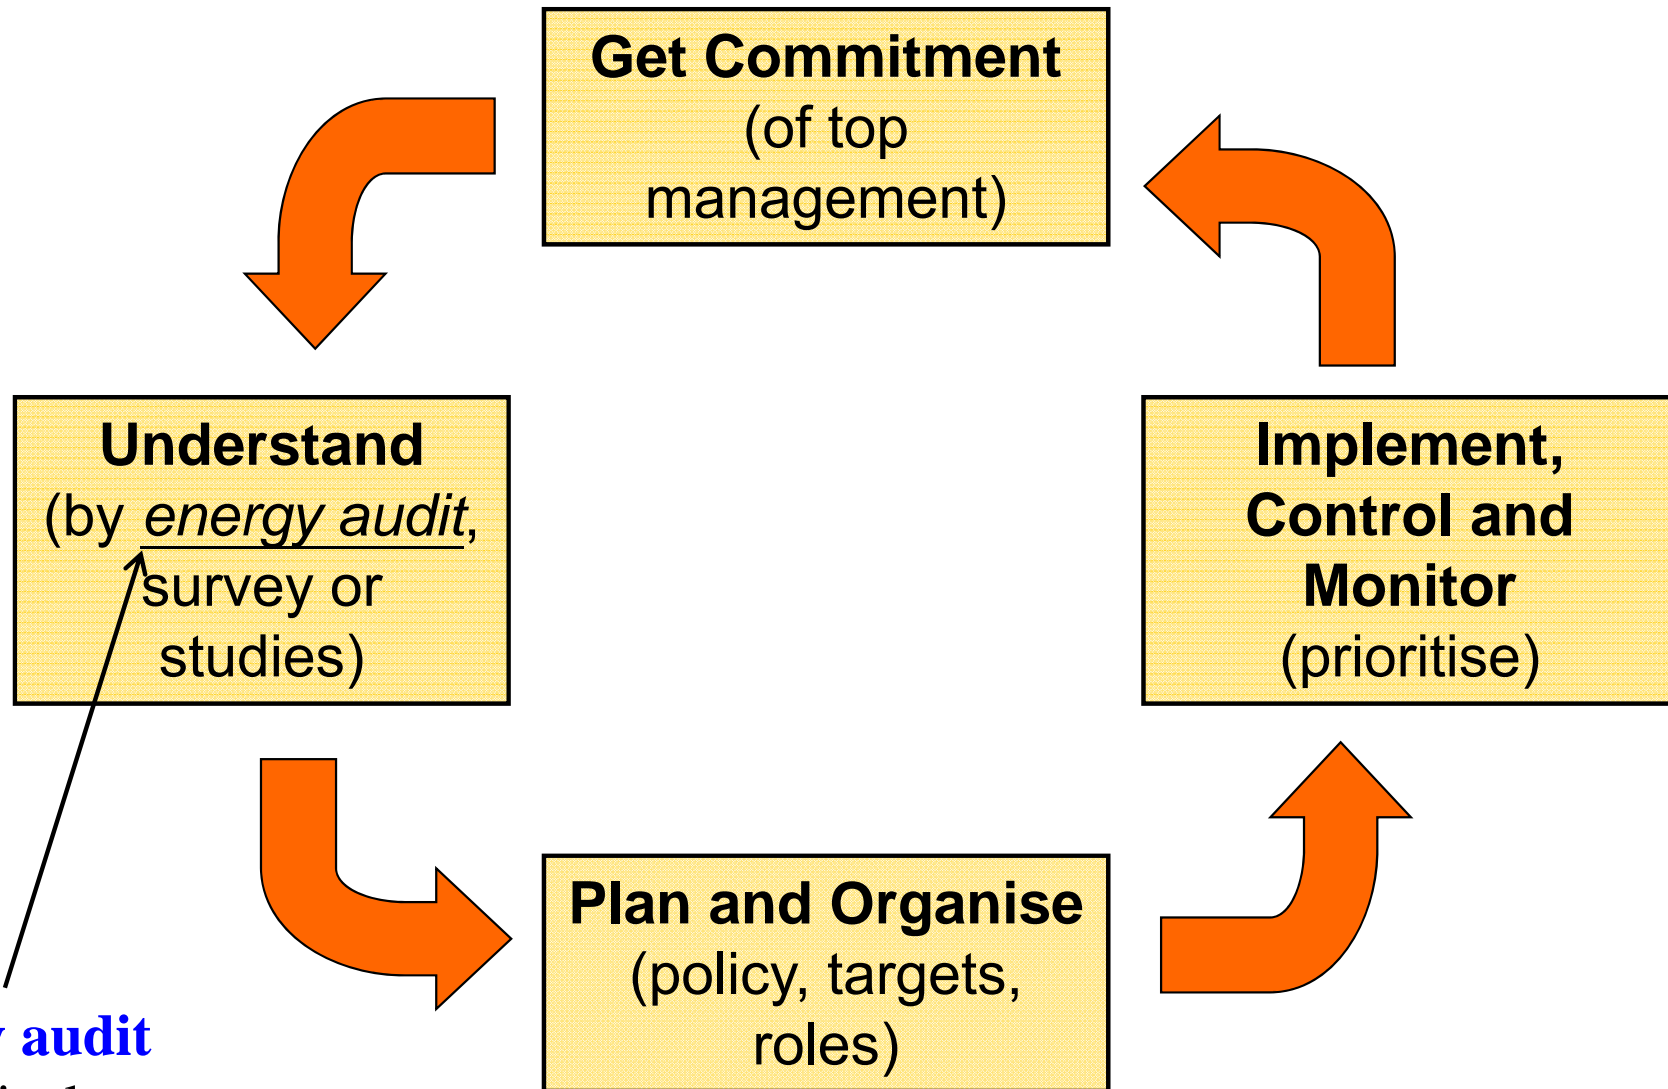 Get Commitment
(of top
management)
Understand
(by energy audit,
survey or
studies)
Implement,
Control and
Monitor
(prioritise)
Plan and Organise
(policy, targets,
roles)
audit